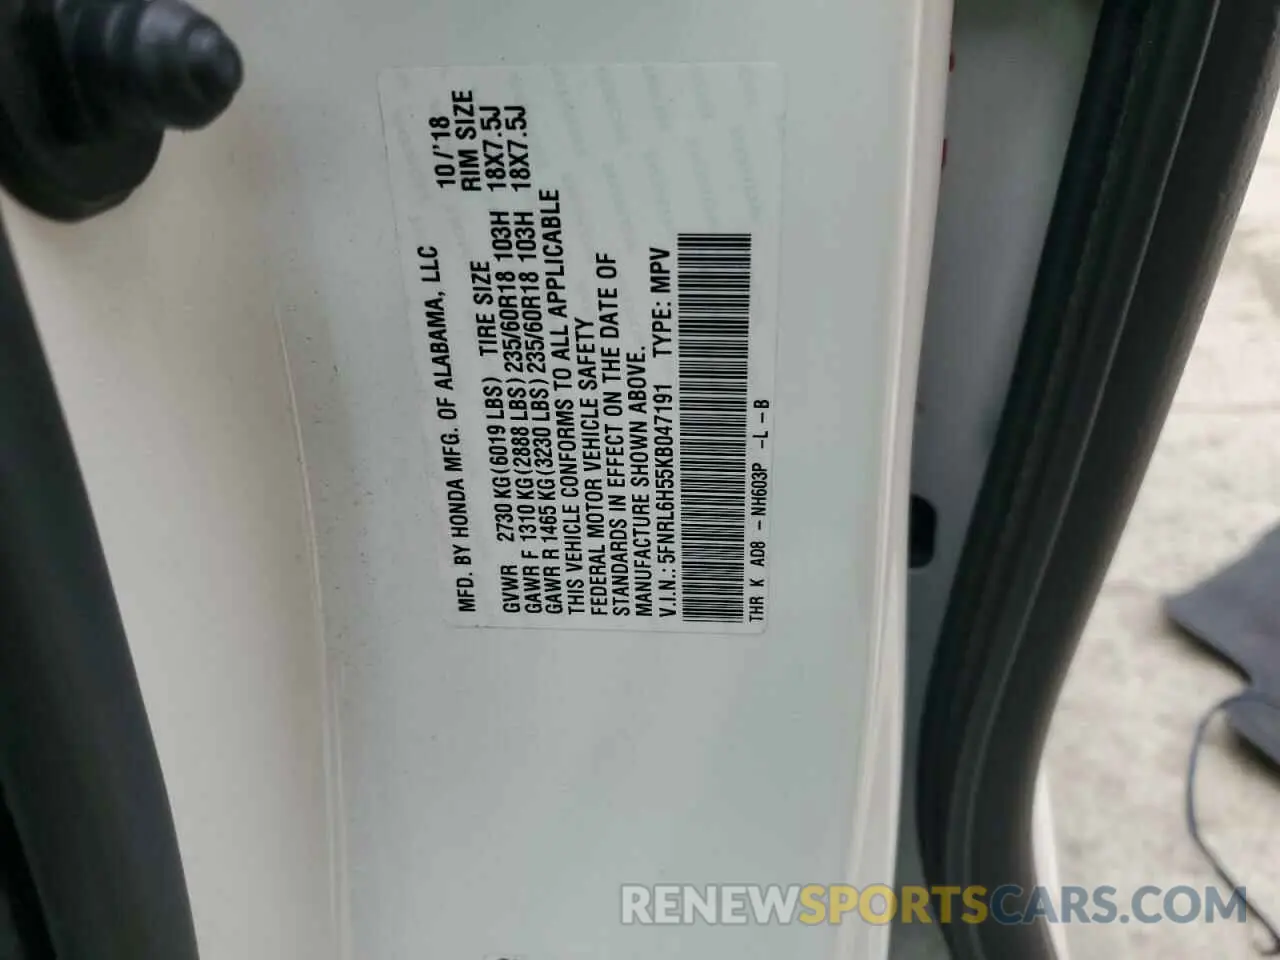 MFD. BY HONDA MFG. OF ALABAMA, LLC 10/'18
TIRE SIZE RIM SIZE
GVWR 2730 KG(6019 LBS)
GAWR F 1310 KG(2888 LBS) 235/60R18 103H 18X7.5J
GAWR R 1465 KG(3230 LBS) 235/60R18 103H 18X7.5J
THIS VEHICLE CONFORMS TO ALL APPLICABLE
FEDERAL MOTOR VEHICLE SAFETY
STANDARDS IN EFFECT ON THE DATE OF
MANUFACTURE SHOWN ABOVE.
V.I.N.: 5FNRL6H55KB047191 TYPE: MPV
THR K AD8 - NH603P - L - B
RENEWSPORTSCARS.COM